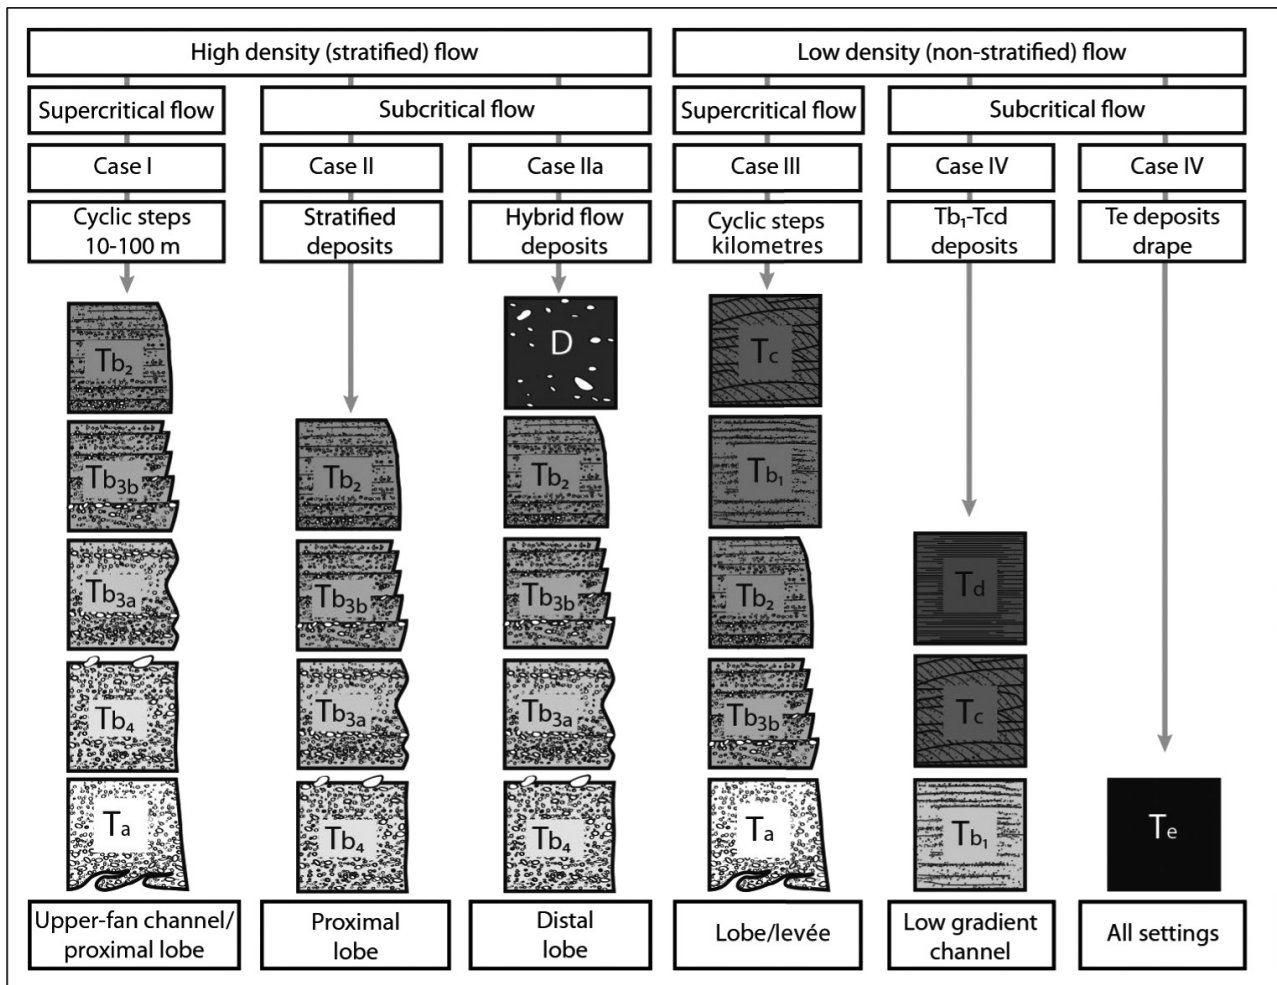 High density (stratified) flow
Low density (non-stratified) flow
Supercritical flow
Subcritical flow
Supercritical flow
Subcritical flow
Case I
Case II
Case IIa
Case III
Case IV
Case IV
Cyclic steps
10-100 m
Stratified
deposits
Hybrid flow
deposits
Cyclic steps
kilometres
Tb₁-Tcd
deposits
Te deposits
drape
Tb₂
Tb₃b
Tb₃a
Tb₄
Ta
Tb₂
Tb₃b
Tb₃a
Tb₄
D
Tb₂
Tb₃b
Tb₃a
Tb₄
Tc
Tb₁
Tb₂
Tb₃b
Ta
Td
Tc
Tb₁
Te
Upper-fan channel/
proximal lobe
Proximal
lobe
Distal
lobe
Lobe/levée
Low gradient
channel
All settings